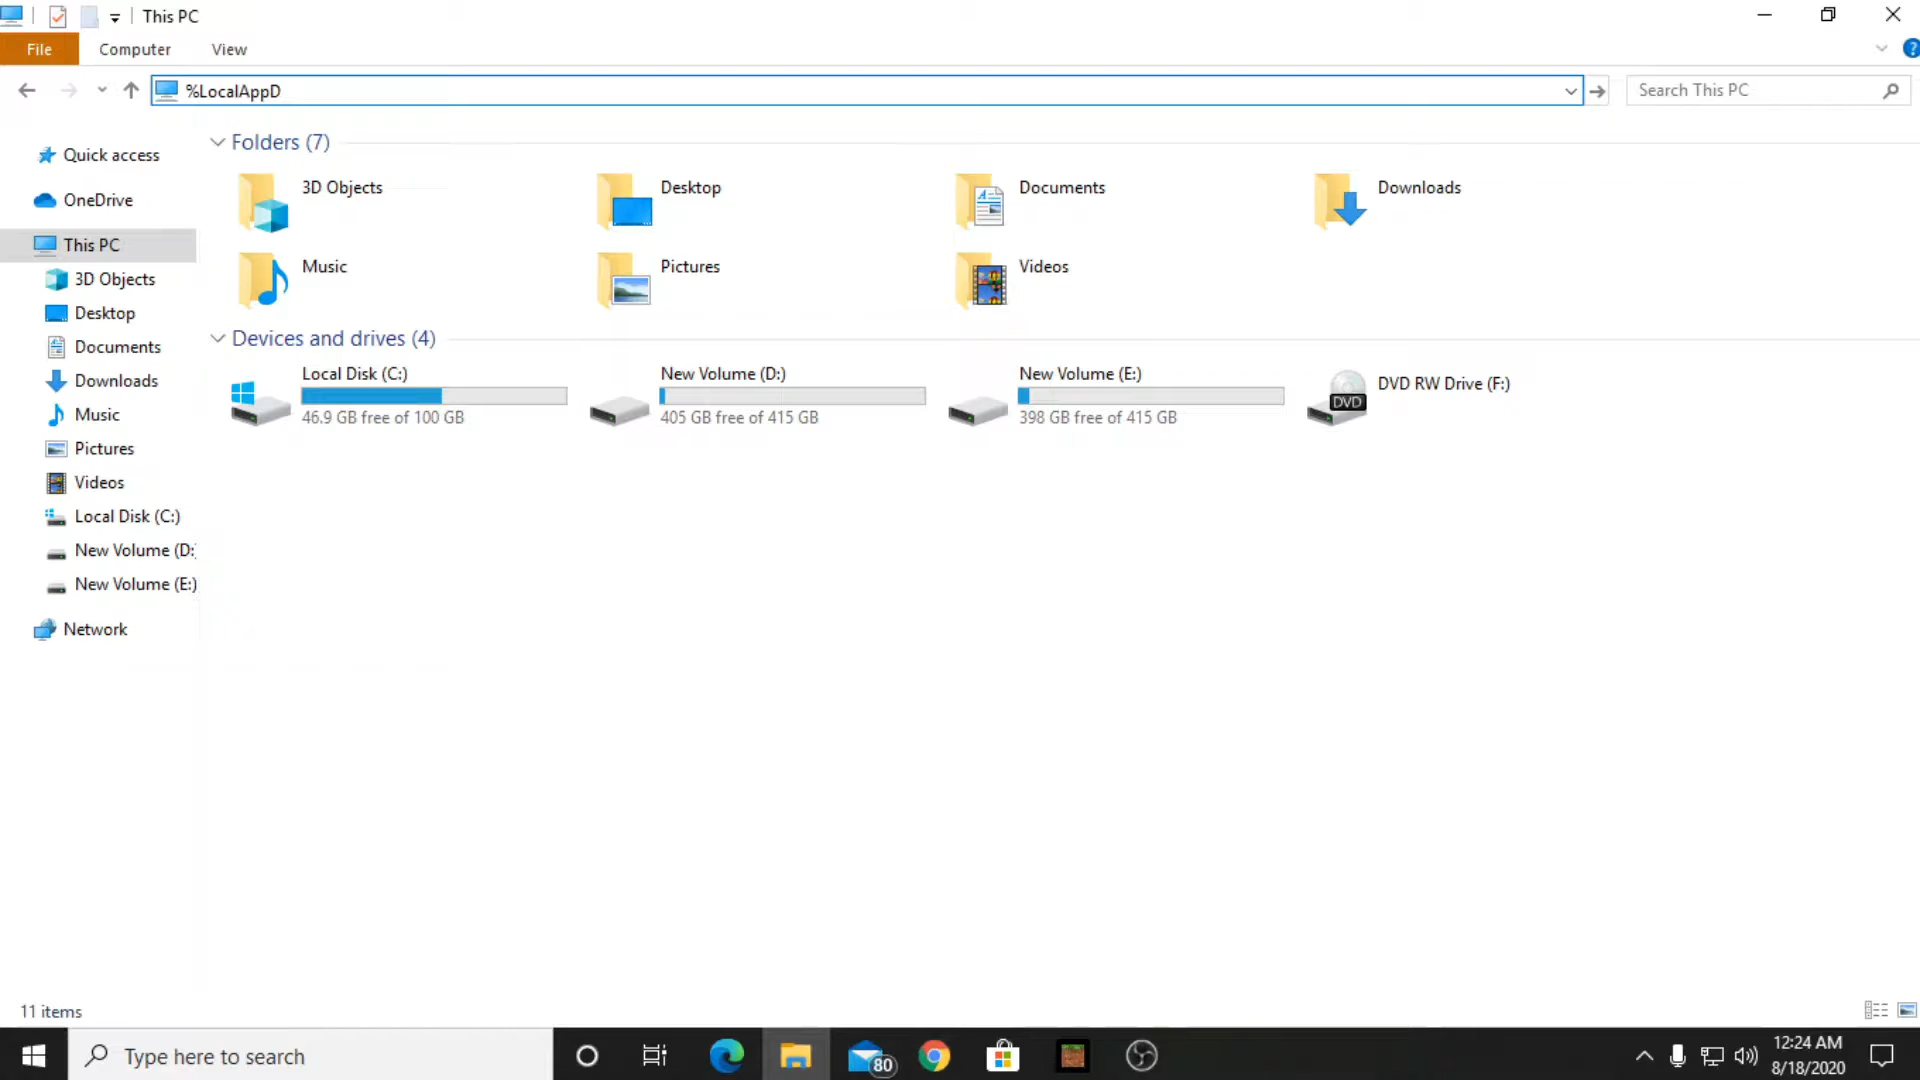 This PC
File
Computer
View
%LocalAppD
Search This PC
Quick access
OneDrive
This PC
3D Objects
Desktop
Documents
Downloads
Music
Pictures
Videos
Local Disk (C:)
New Volume (D:)
New Volume (E:)
Network
Folders (7)
3D Objects
Desktop
Documents
Downloads
Music
Pictures
Videos
Devices and drives (4)
Local Disk (C:)
46.9 GB free of 100 GB
New Volume (D:)
405 GB free of 415 GB
New Volume (E:)
398 GB free of 415 GB
DVD
DVD RW Drive (F:)
11 items
Type here to search
80
12:24 AM
8/18/2020